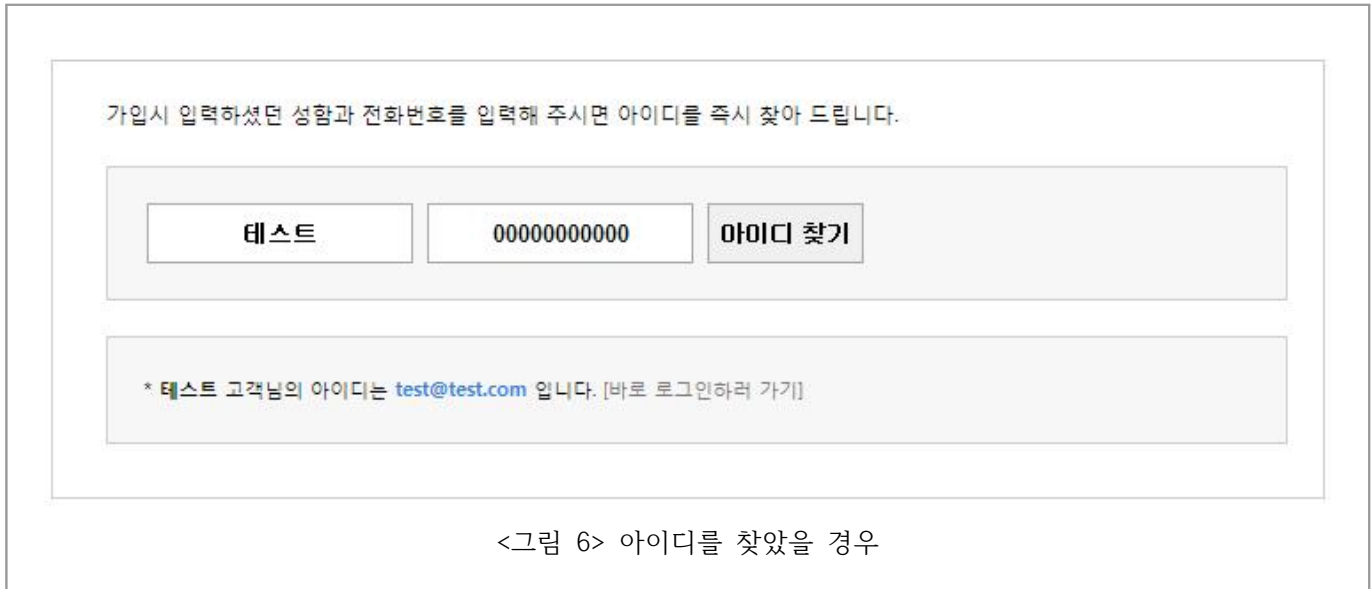 가입시 입력하셨던 성함과 전화번호를 입력해 주시면 아이디를 즉시 찾아 드립니다.
테스트 00000000000 아이디 찾기
* 테스트 고객님의 아이디는 test@test.com 입니다. [바로 로그인하러 가기]
<그림 6> 아이디를 찾았을 경우